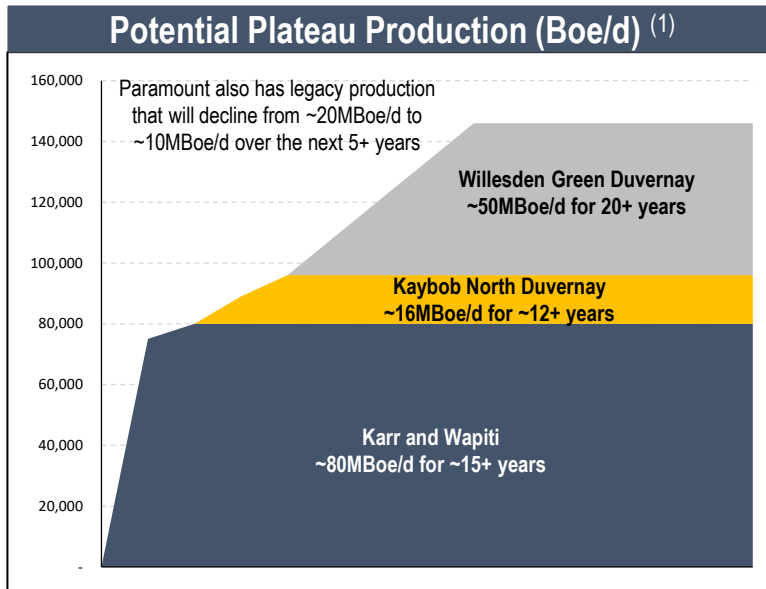 Potential Plateau Production (Boe/d) (1)
160,000
Paramount also has legacy production
that will decline from ~20MBoe/d to
~10MBoe/d over the next 5+ years
140,000
Willesden Green Duvernay
~50MBoe/d for 20+ years
120,000
100,000
Kaybob North Duvernay
~16MBoe/d for ~12+ years
80,000
60,000
Karr and Wapiti
~80MBoe/d for ~15+ years
40,000
20,000
-